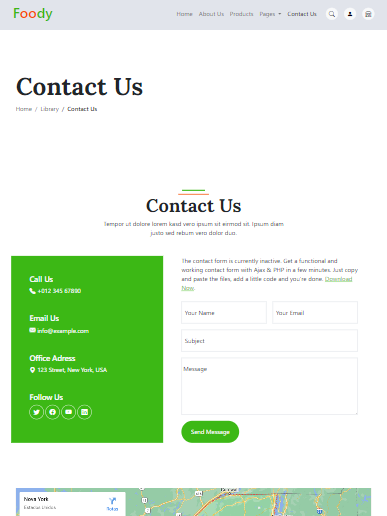 Foody
Home About Us Products Pages Contact Us
Contact Us
Home / Library / Contact Us
Contact Us
Tempor ut dolore lorem kasd vero ipsum sit eirmod sit. Ipsum diam
justo sed rebum vero dolor duo.
Call Us
+012 345 67890
Email Us
info@example.com
Office Adress
123 Street, New York, USA
Follow Us
The contact form is currently inactive. Get a functional and
working contact form with Ajax & PHP in a few minutes. Just copy
and paste the files, add a little code and you're done. Download
Now.
Your Name
Your Email
Subject
Message
Send Message
Nova York
Estados Unidos
Rotas